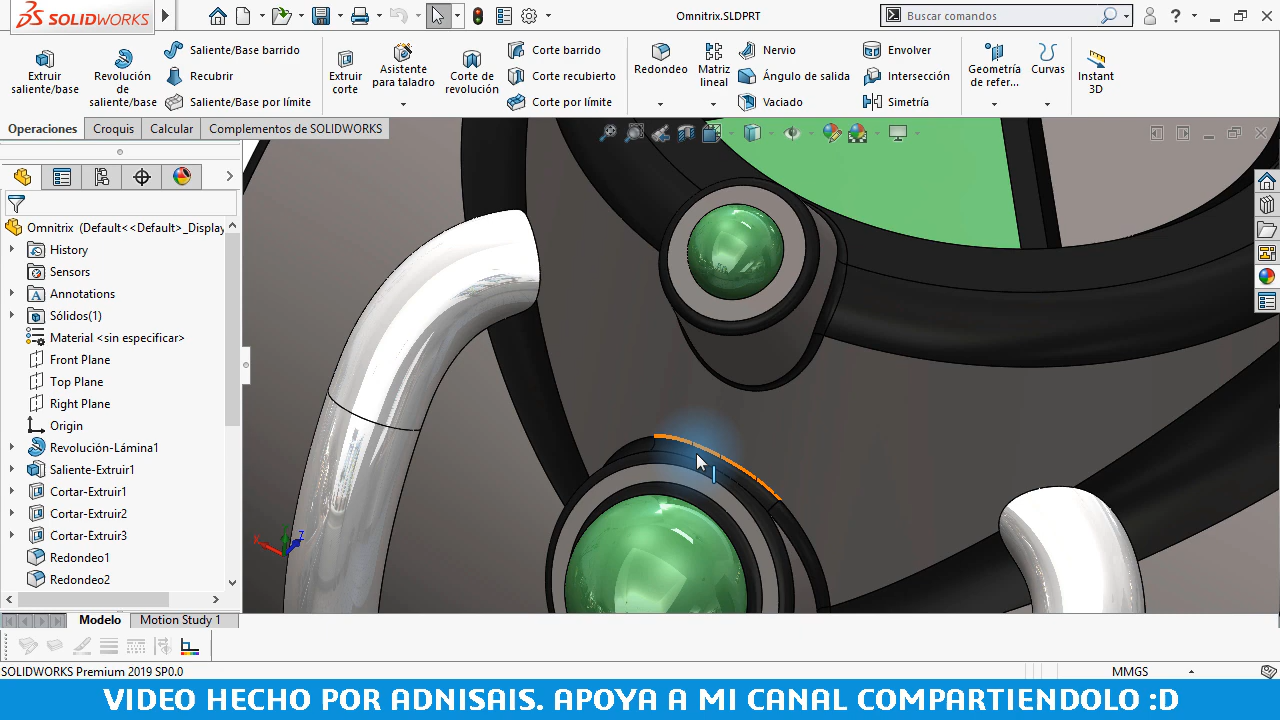 SOLIDWORKS
Omnitrix.SLDPRT
Buscar comandos
?
Extruir saliente/base
Revolución de saliente/base
Saliente/Base barrido
Recubrir
Saliente/Base por límite
Extruir corte
Asistente para taladro
Corte de revolución
Corte barrido
Corte recubierto
Corte por límite
Redondeo
Matriz lineal
Nervio
Ángulo de salida
Vaciado
Envolver
Intersección
Simetría
Geometría de refer...
Curvas
Instant 3D
Operaciones
Croquis
Calcular
Complementos de SOLIDWORKS
Omnitrix (Default<<Default>_Display
History
Sensors
Annotations
Sólidos(1)
Material <sin especificar>
Front Plane
Top Plane
Right Plane
Origin
Revolución-Lámina1
Saliente-Extruir1
Cortar-Extruir1
Cortar-Extruir2
Cortar-Extruir3
Redondeo1
Redondeo2
Modelo
Motion Study 1
SOLIDWORKS Premium 2019 SP0.0
MMGS
VIDEO HECHO POR ADNISAIS. APOYA A MI CANAL COMPARTIENDOLO :D